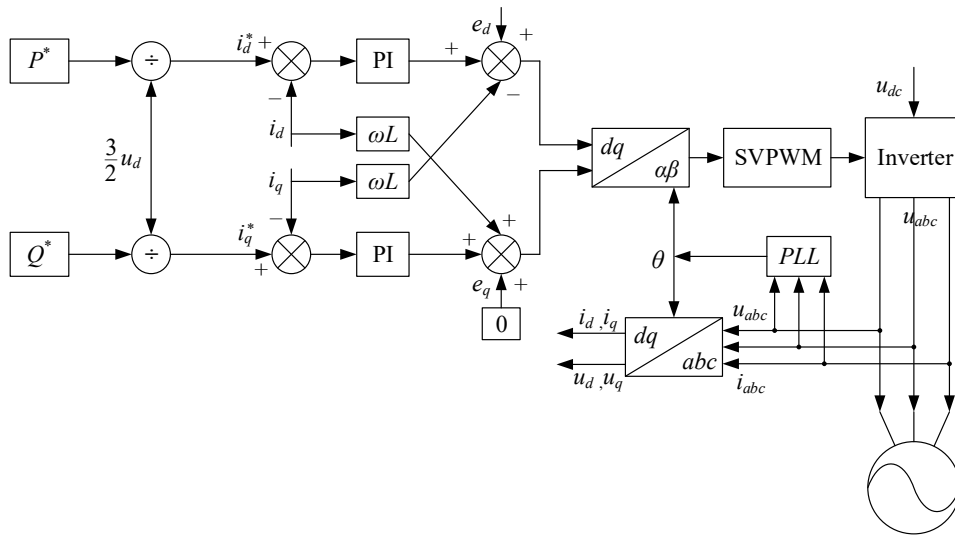 e_d
+
P^*
÷
i_d^* +
PI
+
−
u_dc
−
i_d
ωL
3/2 u_d
dq
αβ
SVPWM
Inverter
i_q
ωL
−
+
u_abc
Q^*
÷
i_q^*
+
PI
+
+
θ
PLL
e_q
0
i_d ,i_q
u_d ,u_q
dq
abc
u_abc
i_abc